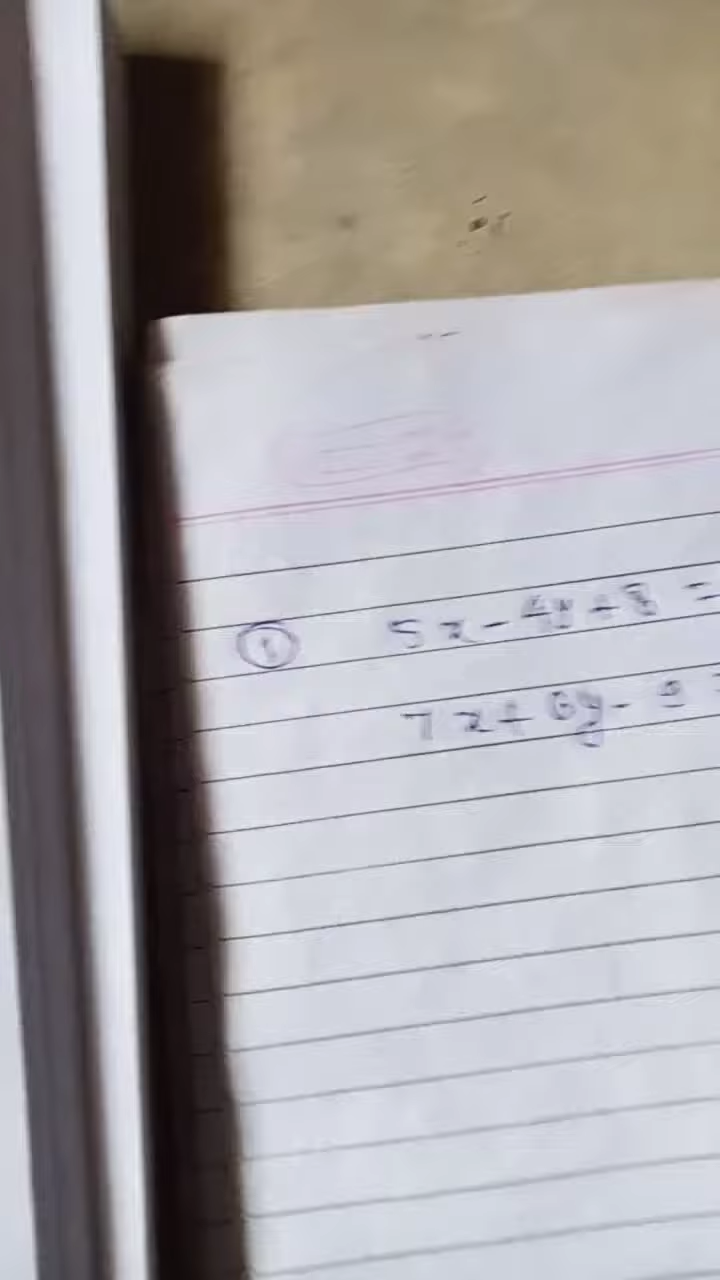 ① 5x - 4y + 8 =
7x + 6y - 9 =